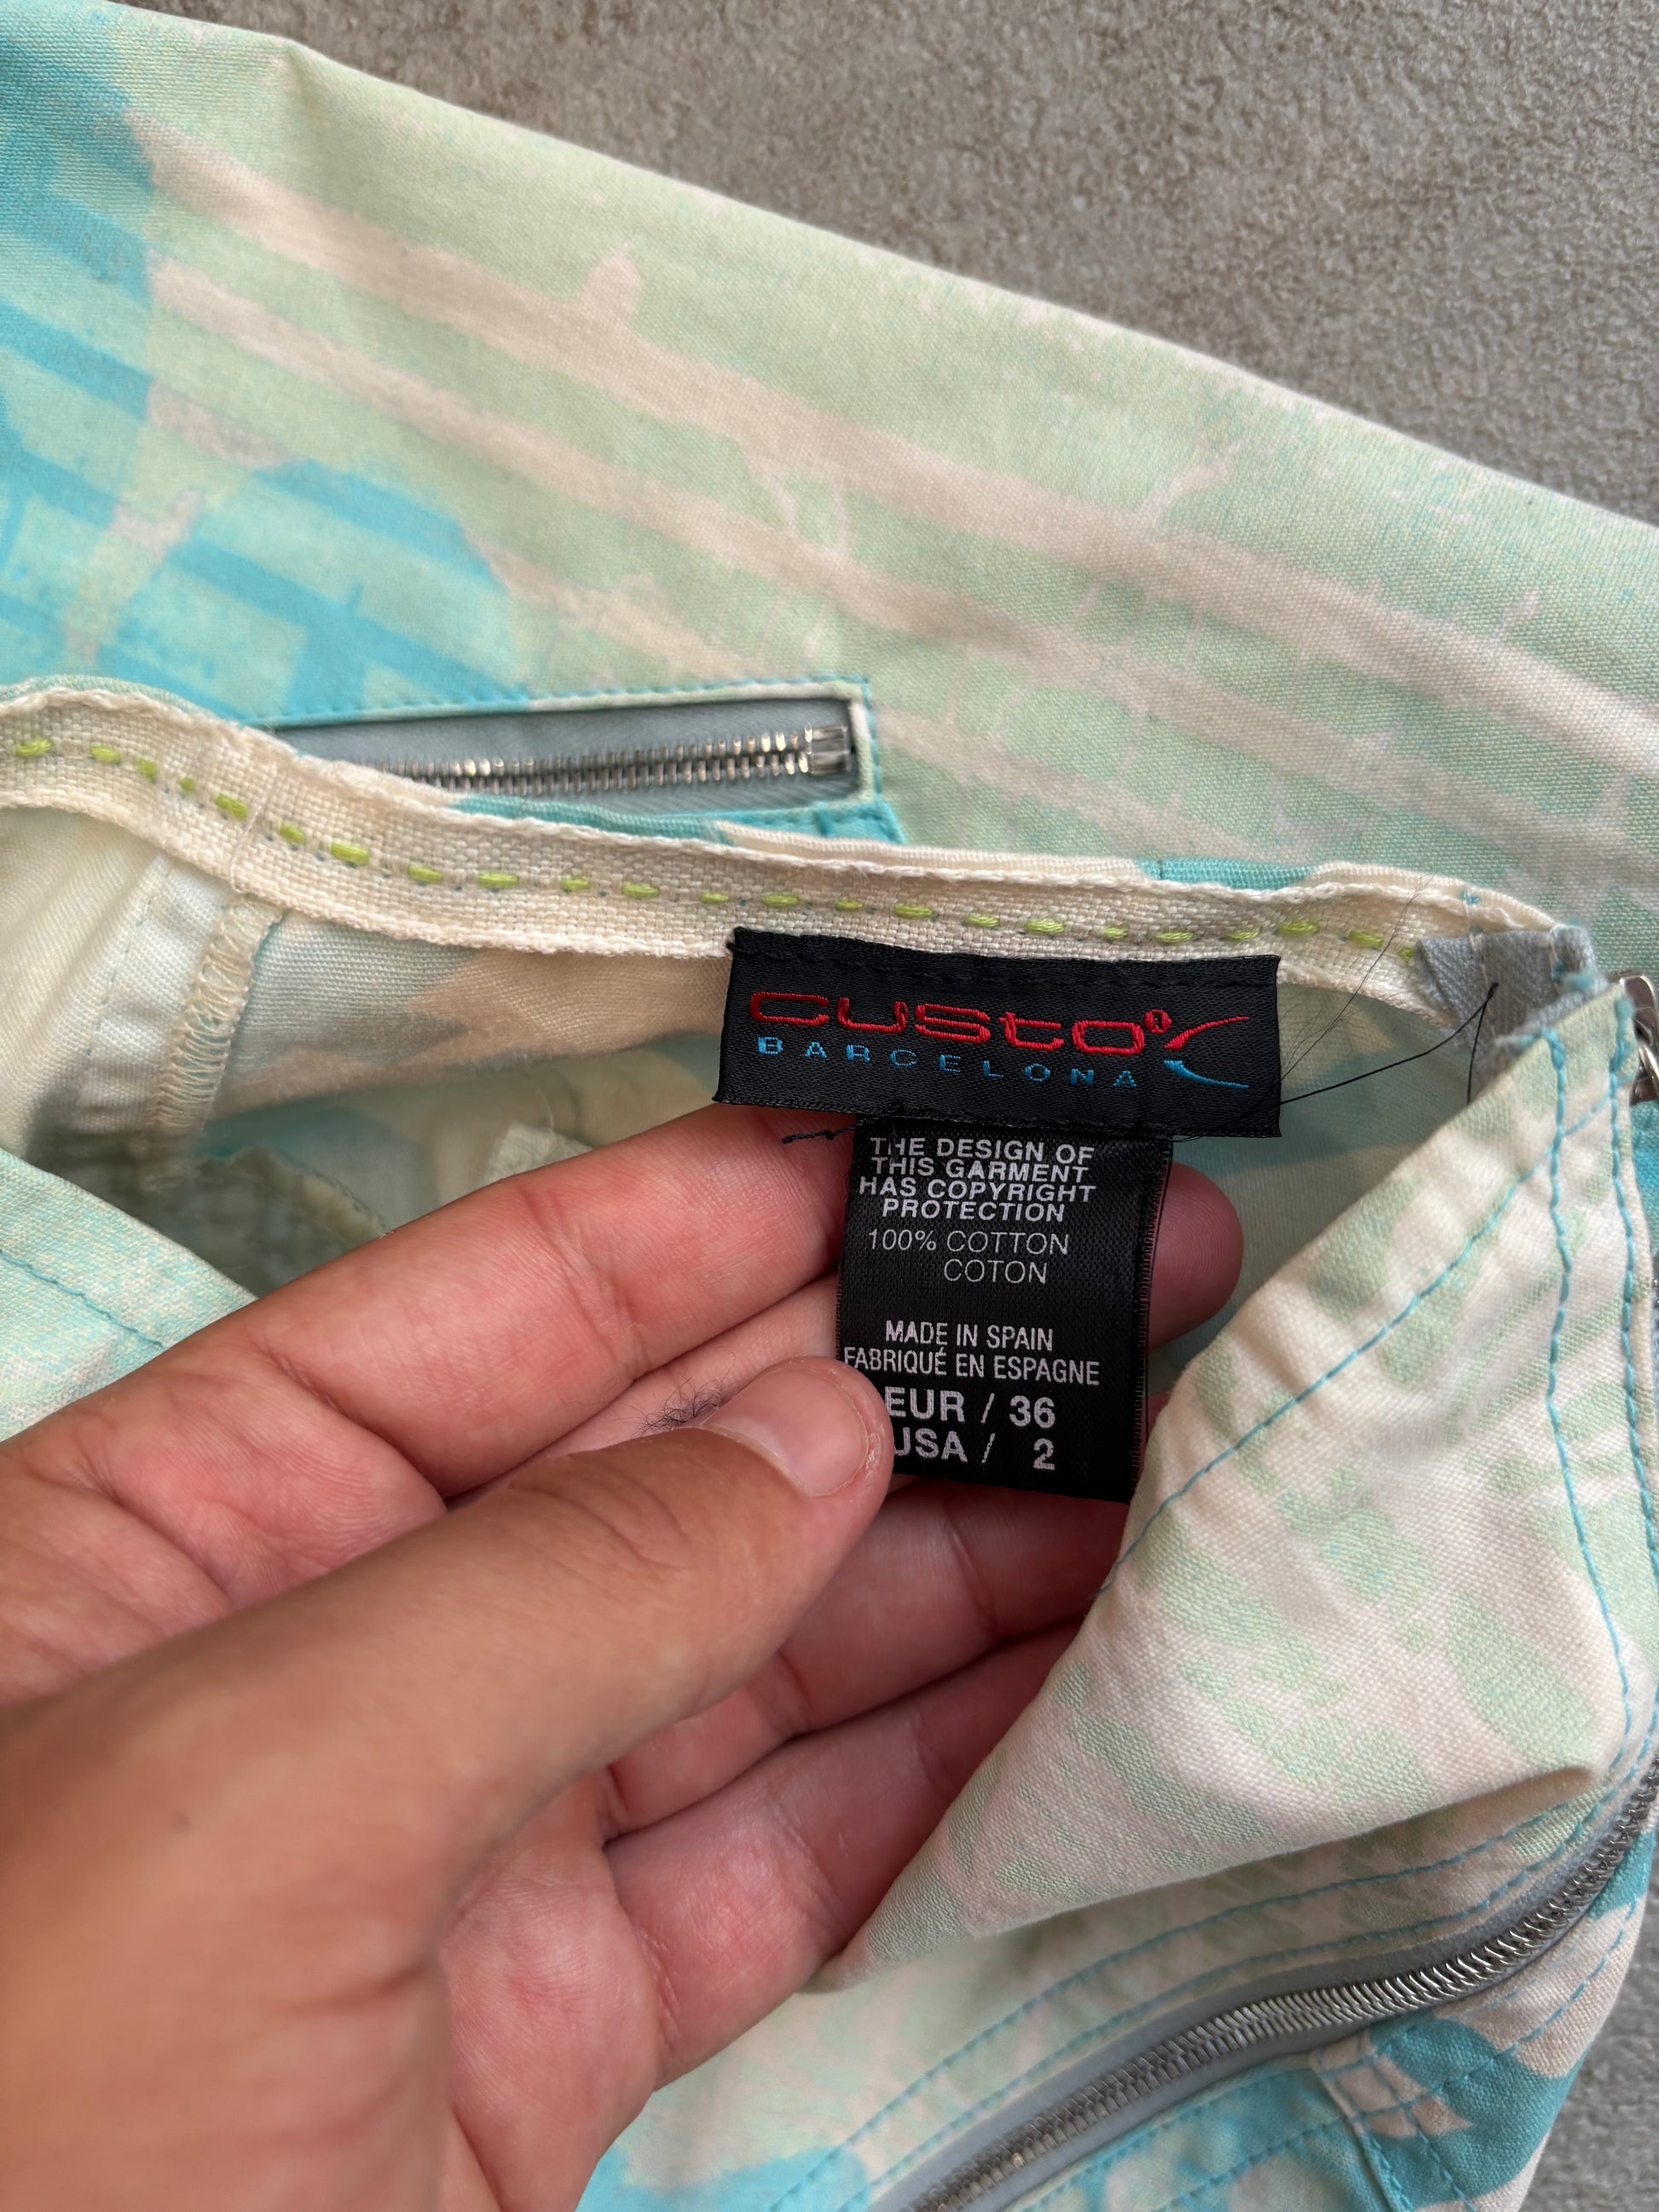 custo
BARCELONA
THE DESIGN OF
THIS GARMENT
HAS COPYRIGHT
PROTECTION
100% COTTON
COTON
MADE IN SPAIN
FABRIQUÉ EN ESPAGNE
EUR / 36
USA / 2